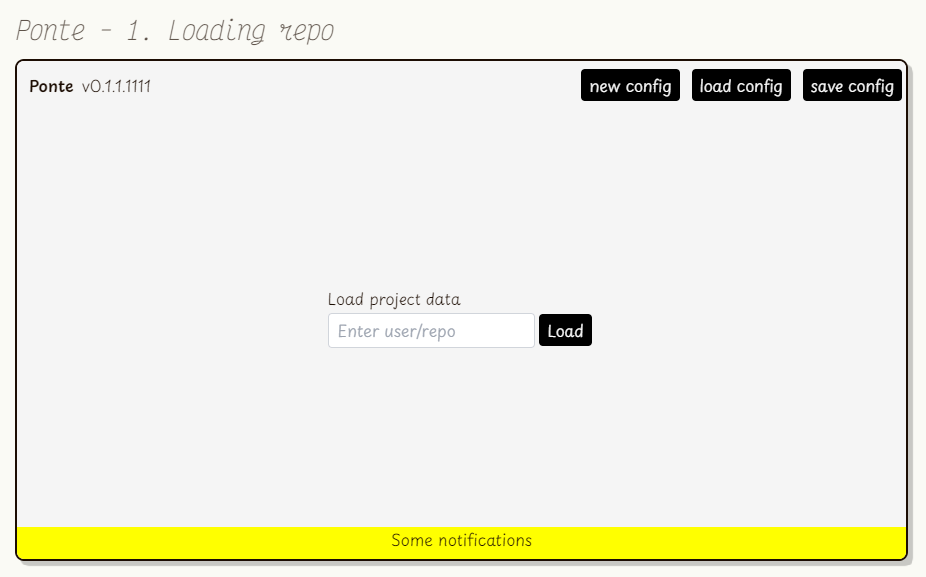 Ponte - 1. Loading repo
Ponte v0.1.1.1111 new config load config save config
Load project data
Enter user/repo Load
Some notifications